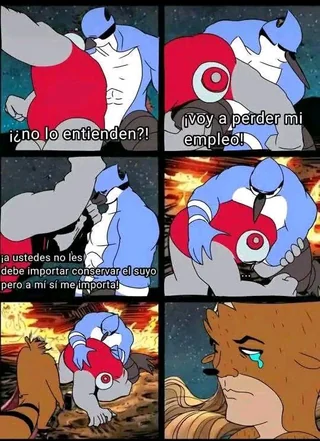 ¡¿no lo entienden?!
¡voy a perder mi
empleo!
¡a ustedes no les
debe importar conservar el suyo
pero a mí sí me importa!